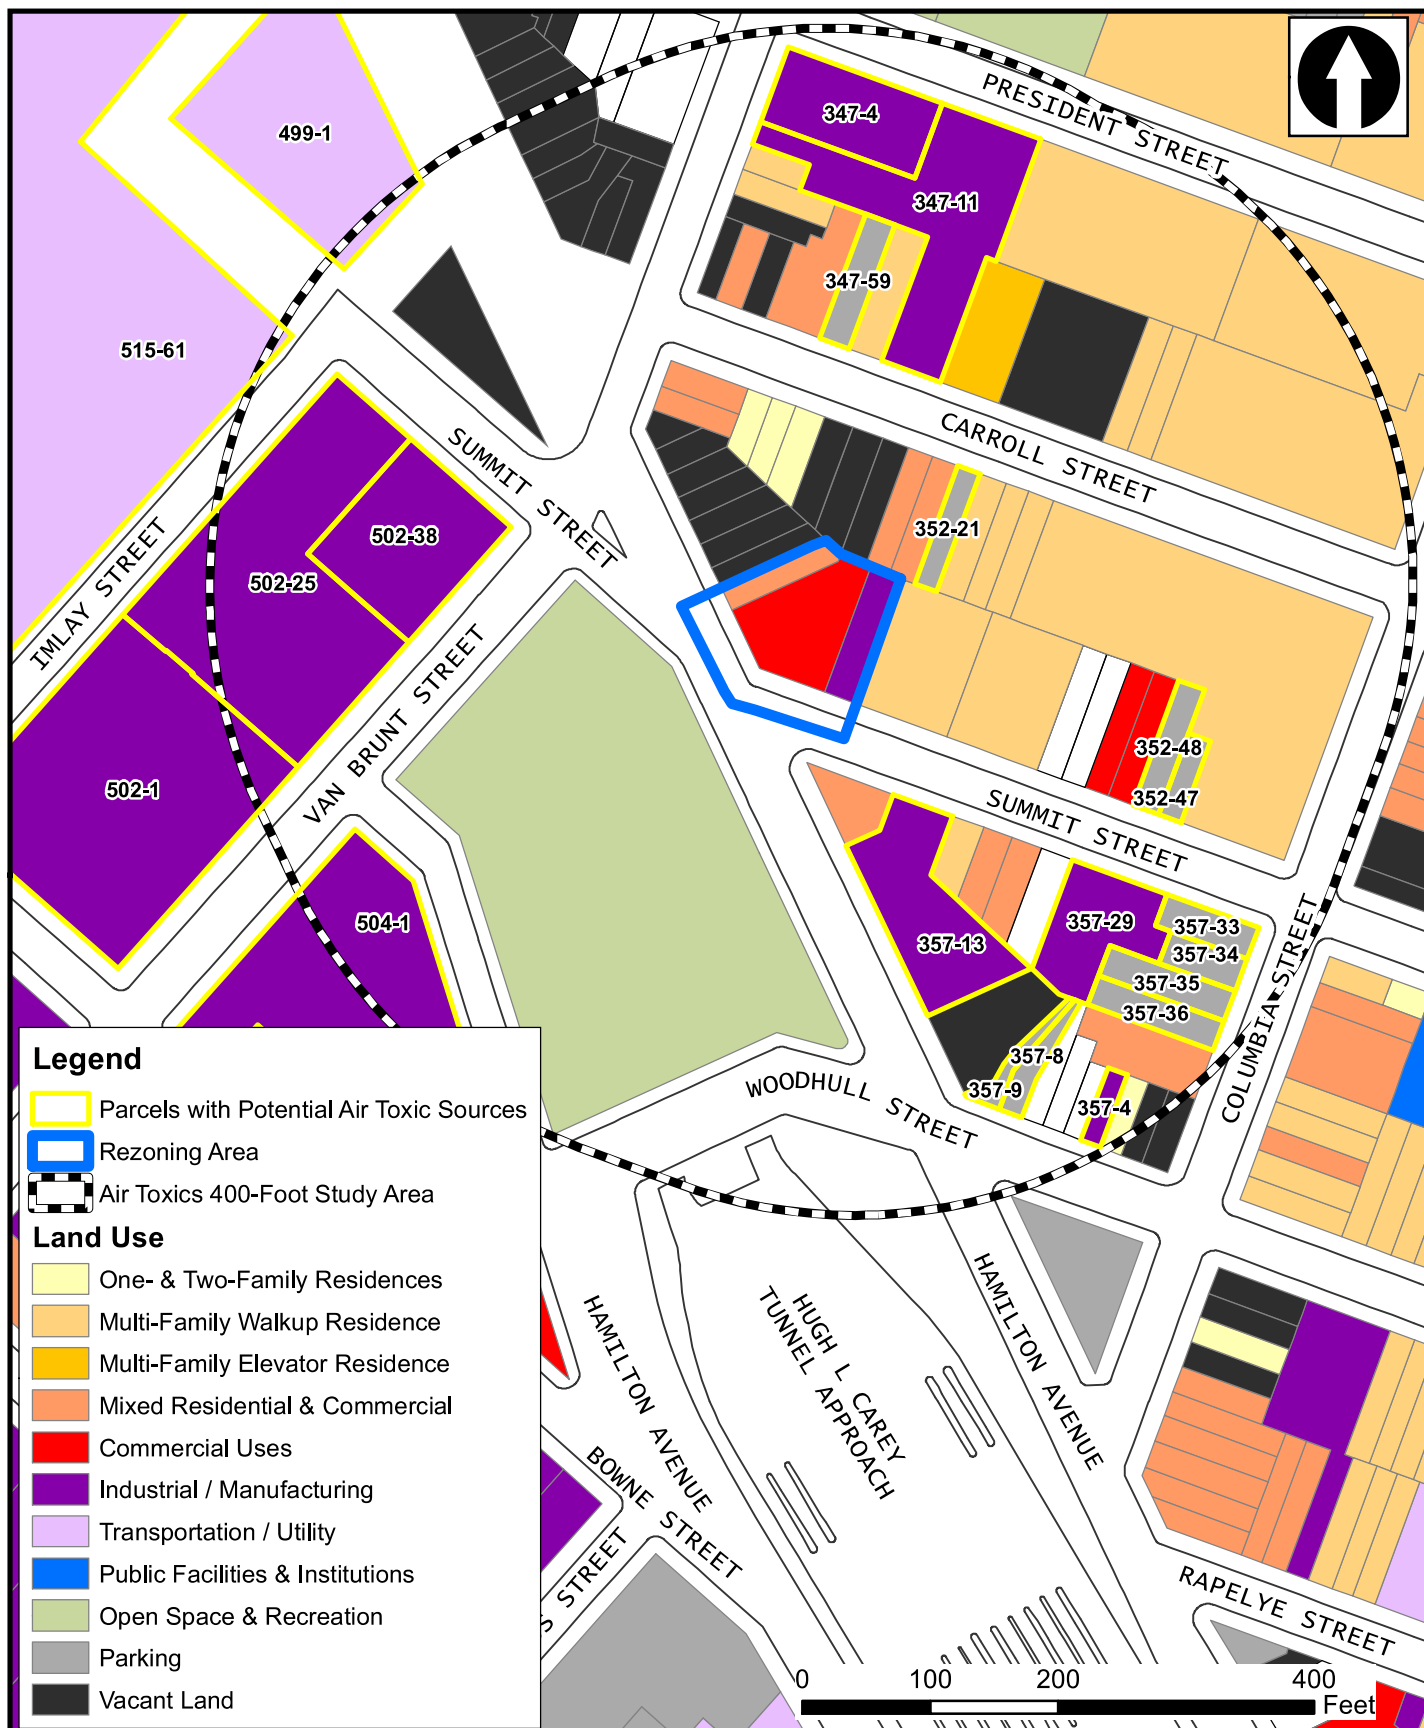 PRESIDENT STREET
347-4
499-1
347-11
347-59
515-61
CARROLL STREET
SUMMIT STREET
352-21
502-38
502-25
IMLAY STREET
VAN BRUNT STREET
352-48
352-47
502-1
SUMMIT STREET
504-1
357-13
357-29
357-33
357-34
357-35
357-36
COLUMBIA STREET
357-8
357-9
357-4
WOODHULL STREET
HAMILTON AVENUE
HUGH L CAREY
TUNNEL APPROACH
HAMILTON AVENUE
BOWNE STREET
S STREET
RAPELYE STREET
Legend
Parcels with Potential Air Toxic Sources
Rezoning Area
Air Toxics 400-Foot Study Area
Land Use
One- & Two-Family Residences
Multi-Family Walkup Residence
Multi-Family Elevator Residence
Mixed Residential & Commercial
Commercial Uses
Industrial / Manufacturing
Transportation / Utility
Public Facilities & Institutions
Open Space & Recreation
Parking
Vacant Land
0 100 200 400
Feet